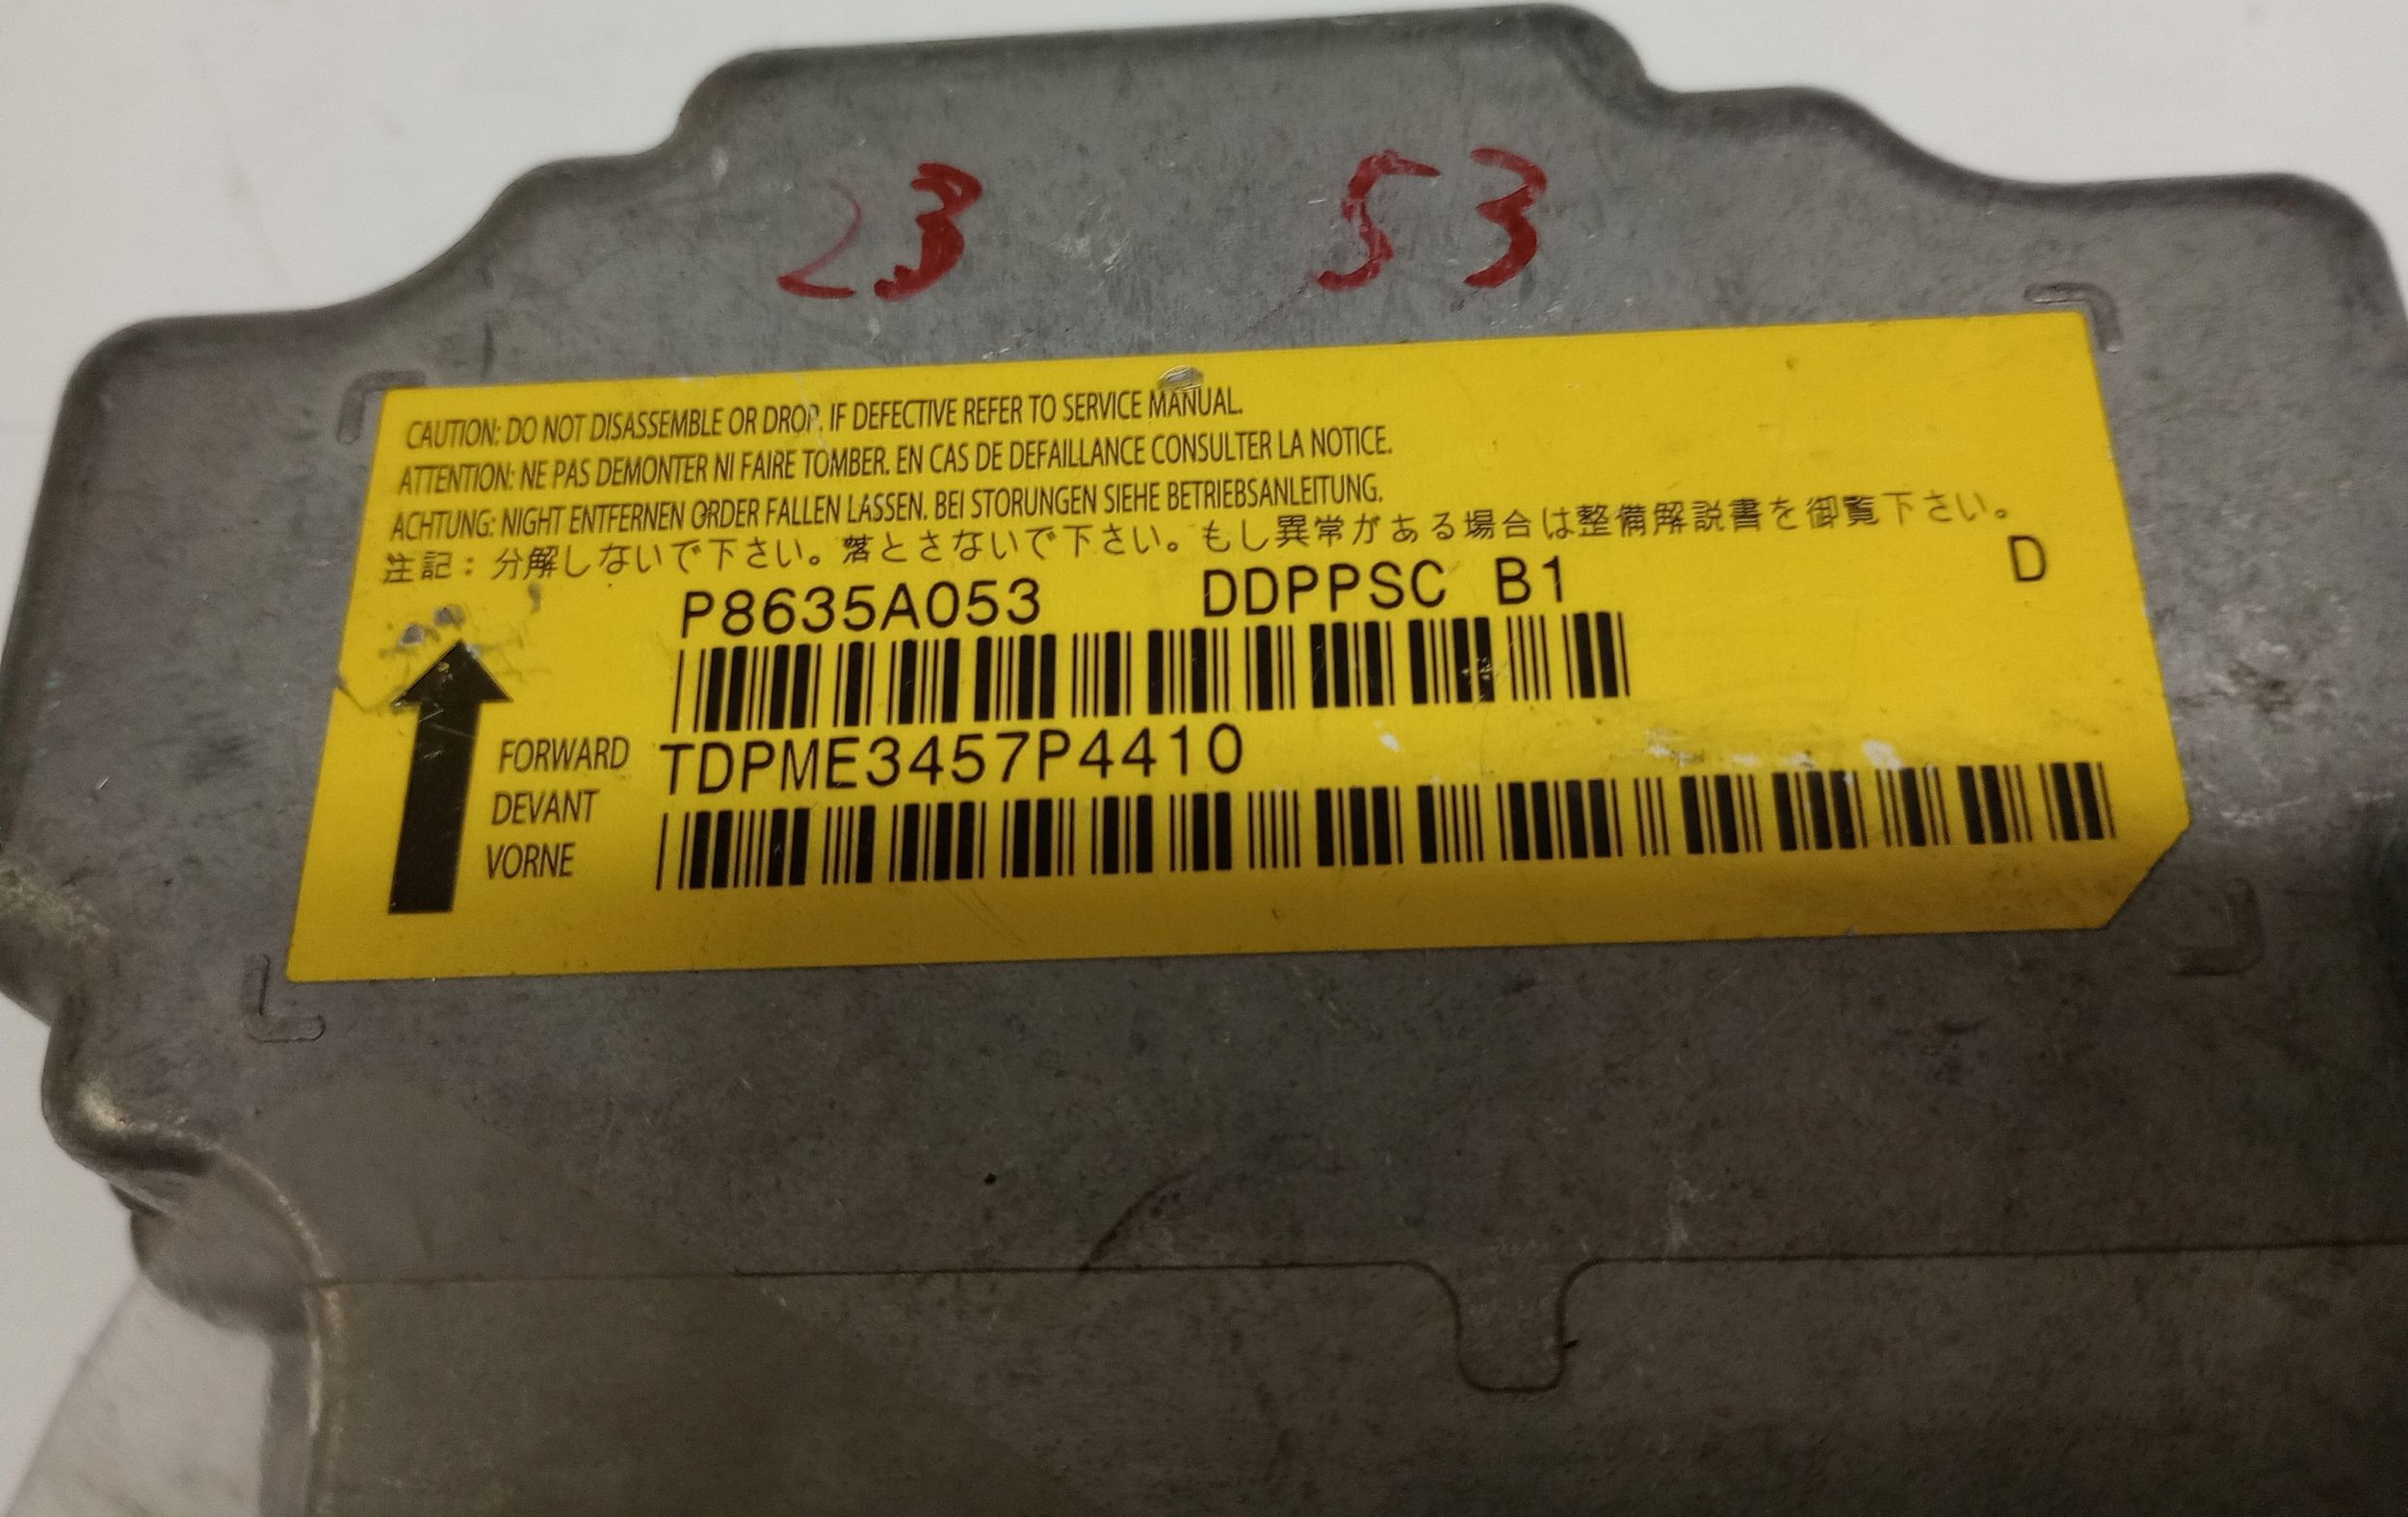 23 53
CAUTION: DO NOT DISASSEMBLE OR DROP. IF DEFECTIVE REFER TO SERVICE MANUAL.
ATTENTION: NE PAS DEMONTER NI FAIRE TOMBER. EN CAS DE DEFAILLANCE CONSULTER LA NOTICE.
ACHTUNG: NIGHT ENTFERNEN ORDER FALLEN LASSEN. BEI STORUNGEN SIEHE BETRIEBSANLEITUNG.
注記：分解しないで下さい。落とさないで下さい。もし異常がある場合は整備解説書を御覧下さい。
P8635A053 DDPPSC B1 D
FORWARD TDPME3457P4410
DEVANT
VORNE